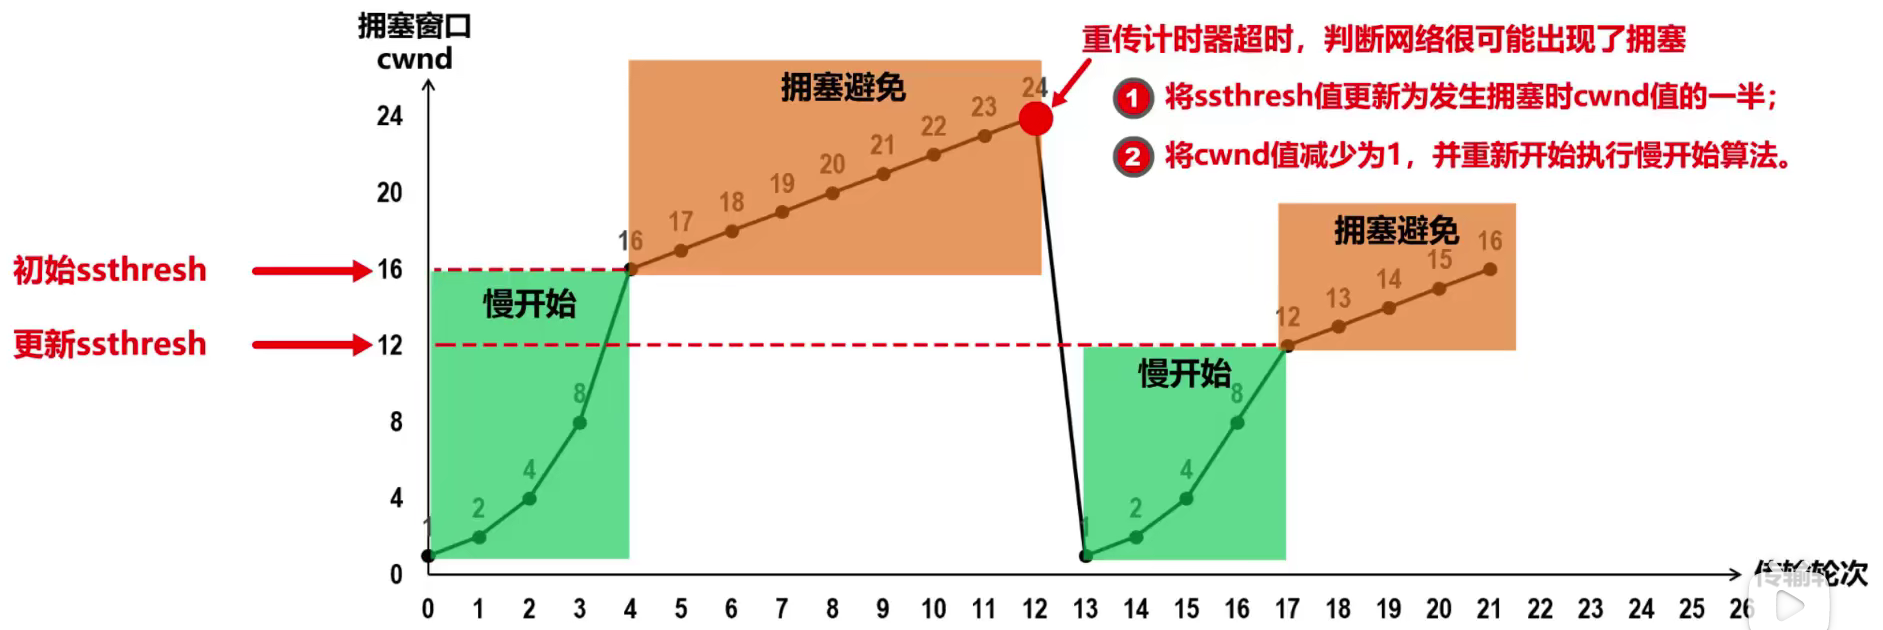 拥塞窗口
cwnd
重传计时器超时，判断网络很可能出现了拥塞
1 将ssthresh值更新为发生拥塞时cwnd值的一半；
2 将cwnd值减少为1，并重新开始执行慢开始算法。
拥塞避免
24
24
23
22
21
20
20
19
18
17
16
初始ssthresh
16
慢开始
更新ssthresh
12
8
8
4
4
2
1
0
拥塞避免
16
15
14
13
12
慢开始
8
4
2
1
传输轮次
0 1 2 3 4 5 6 7 8 9 10 11 12 13 14 15 16 17 18 19 20 21 22 23 24 25 26